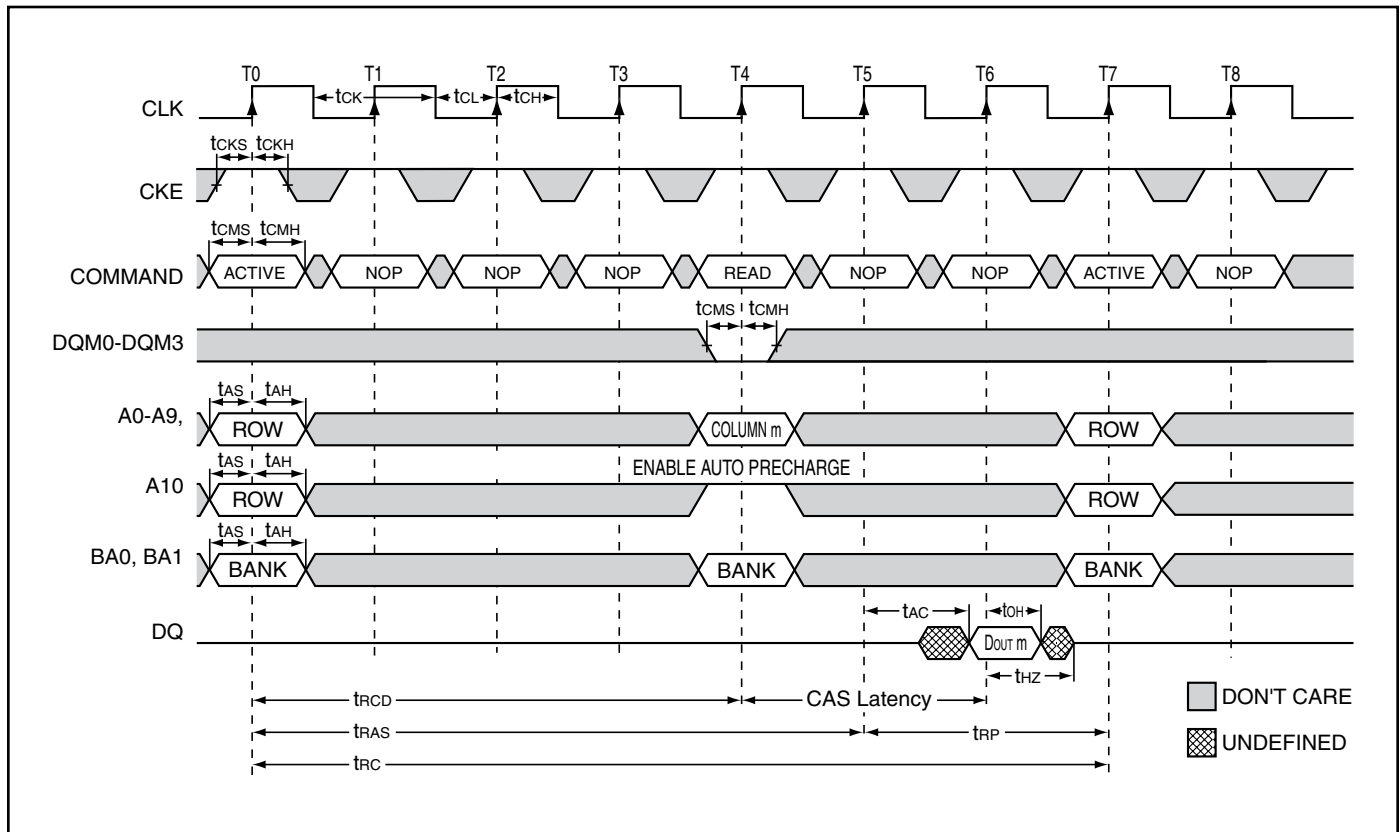 T0 T1 T2 T3 T4 T5 T6 T7 T8
CLK tCK tCL tCH
tCKS tCKH
CKE
tCMS tCMH
COMMAND ACTIVE NOP NOP NOP READ NOP NOP ACTIVE NOP
tCMS tCMH
DQM0-DQM3
tAS tAH
A0-A9, ROW COLUMN m ROW
tAS tAH ENABLE AUTO PRECHARGE
A10 ROW ROW
tAS tAH
BA0, BA1 BANK BANK BANK
tAC tOH
DQ DOUT m
tHZ
tRCD CAS Latency
DON'T CARE
tRAS tRP
UNDEFINED
tRC